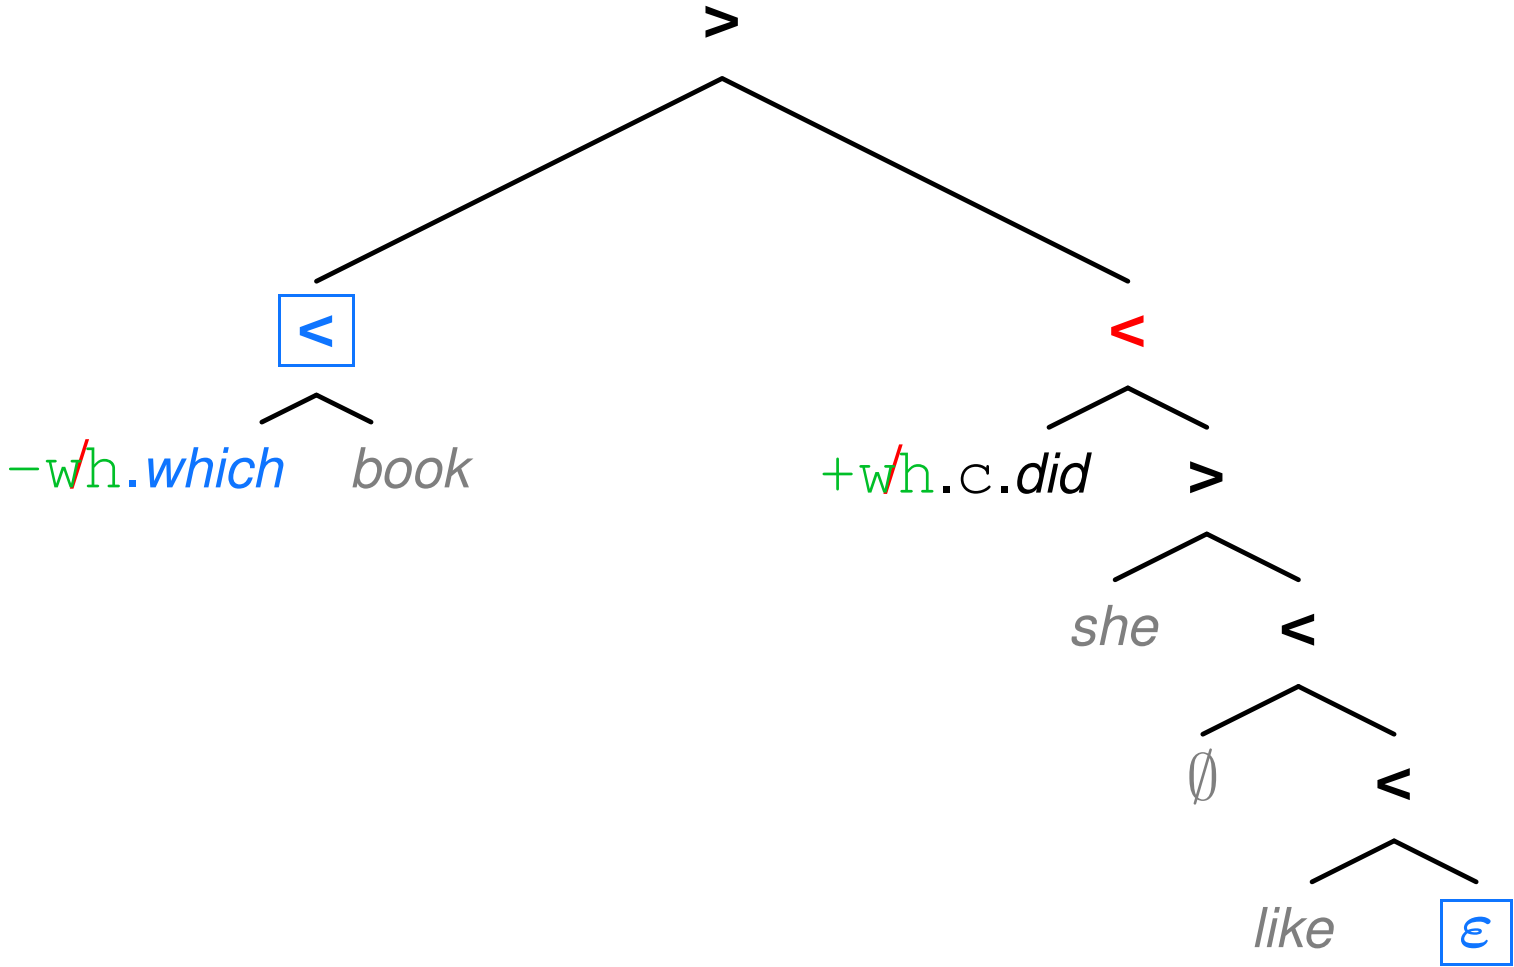 >
< <
-wh.which book +wh.c.did >
she <
∅ <
like ε